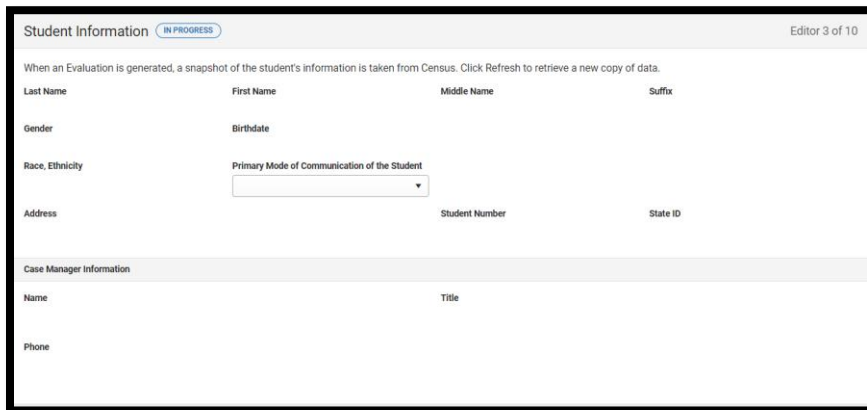 Student Information IN PROGRESS Editor 3 of 10
When an Evaluation is generated, a snapshot of the student's information is taken from Census. Click Refresh to retrieve a new copy of data.
Last Name First Name Middle Name Suffix
Gender Birthdate
Race, Ethnicity Primary Mode of Communication of the Student
Address Student Number State ID
Case Manager Information
Name Title
Phone